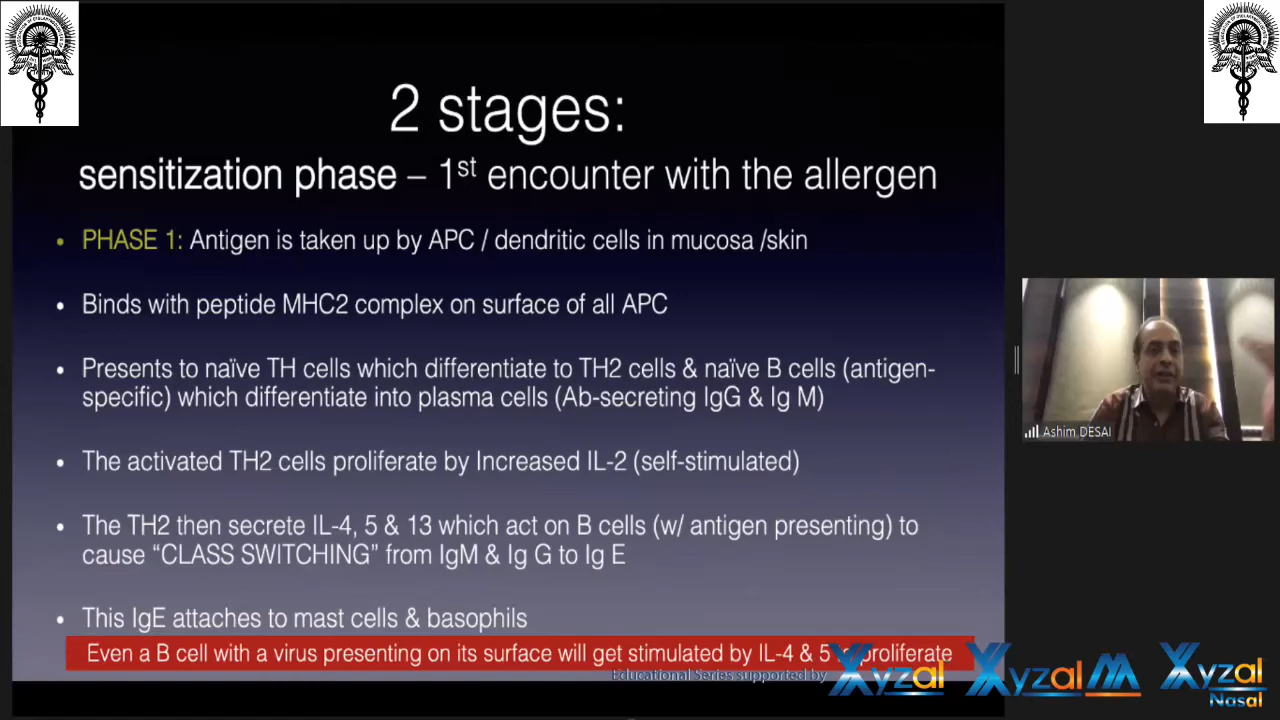 2 stages:
sensitization phase – 1st encounter with the allergen
• PHASE 1: Antigen is taken up by APC / dendritic cells in mucosa /skin
• Binds with peptide MHC2 complex on surface of all APC
• Presents to naïve TH cells which differentiate to TH2 cells & naïve B cells (antigen-
specific) which differentiate into plasma cells (Ab-secreting IgG & Ig M)
• The activated TH2 cells proliferate by Increased IL-2 (self-stimulated)
• The TH2 then secrete IL-4, 5 & 13 which act on B cells (w/ antigen presenting) to
cause “CLASS SWITCHING” from IgM & Ig G to Ig E
• This IgE attaches to mast cells & basophils
Even a B cell with a virus presenting on its surface will get stimulated by IL-4 & 5 to proliferate
Educational Series supported by
Xyzal
Xyzal M
Xyzal
Nasal
Ashim DESAI